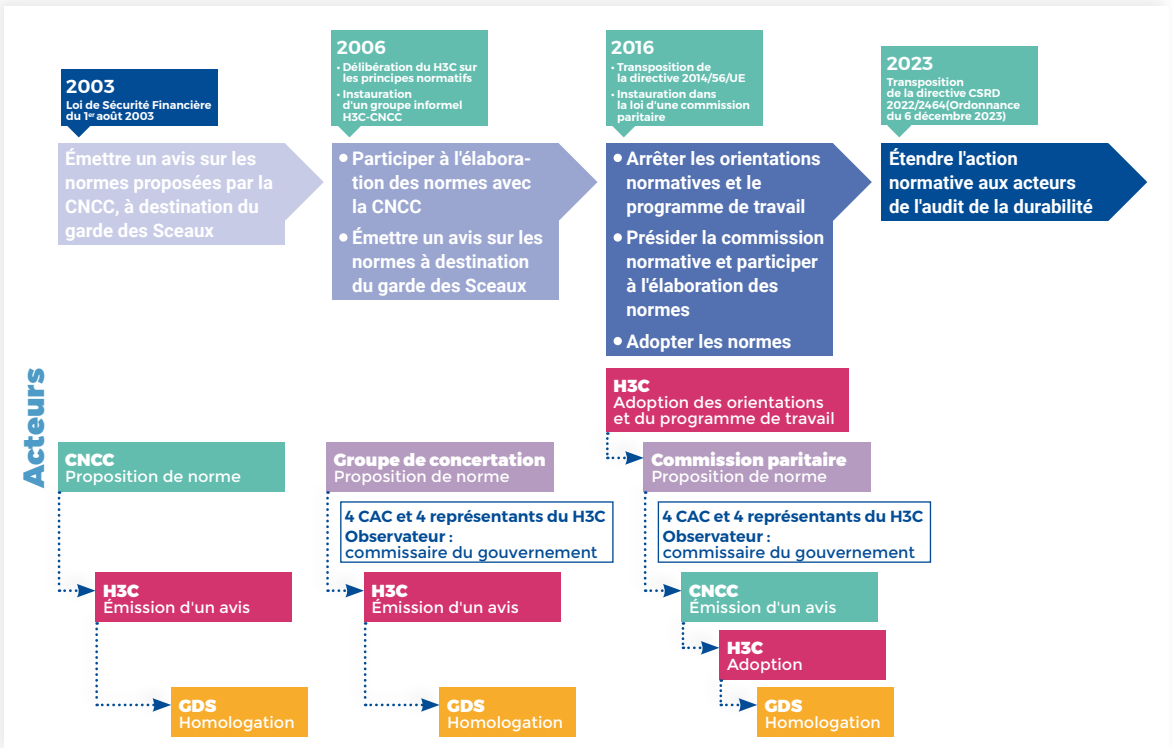 2003
Loi de Sécurité Financière
du 1er août 2003
Émettre un avis sur les
normes proposées par la
CNCC, à destination du
garde des Sceaux
2006
• Délibération du H3C sur
les principes normatifs
• Instauration
d'un groupe informel
H3C-CNCC
• Participer à l'élabora-
tion des normes avec
la CNCC
• Émettre un avis sur les
normes à destination
du garde des Sceaux
2016
• Transposition de
la directive 2014/56/UE
• Instauration dans
la loi d'une commission
paritaire
• Arrêter les orientations
normatives et le
programme de travail
• Présider la commission
normative et participer
à l'élaboration des
normes
• Adopter les normes
2023
Transposition
de la directive CSRD
2022/2464(Ordonnance
du 6 décembre 2023)
Étendre l'action
normative aux acteurs
de l'audit de la durabilité
Acteurs
CNCC
Proposition de norme
H3C
Émission d'un avis
GDS
Homologation
Groupe de concertation
Proposition de norme
4 CAC et 4 représentants du H3C
Observateur :
commissaire du gouvernement
H3C
Émission d'un avis
GDS
Homologation
H3C
Adoption des orientations
et du programme de travail
Commission paritaire
Proposition de norme
4 CAC et 4 représentants du H3C
Observateur :
commissaire du gouvernement
CNCC
Émission d'un avis
H3C
Adoption
GDS
Homologation